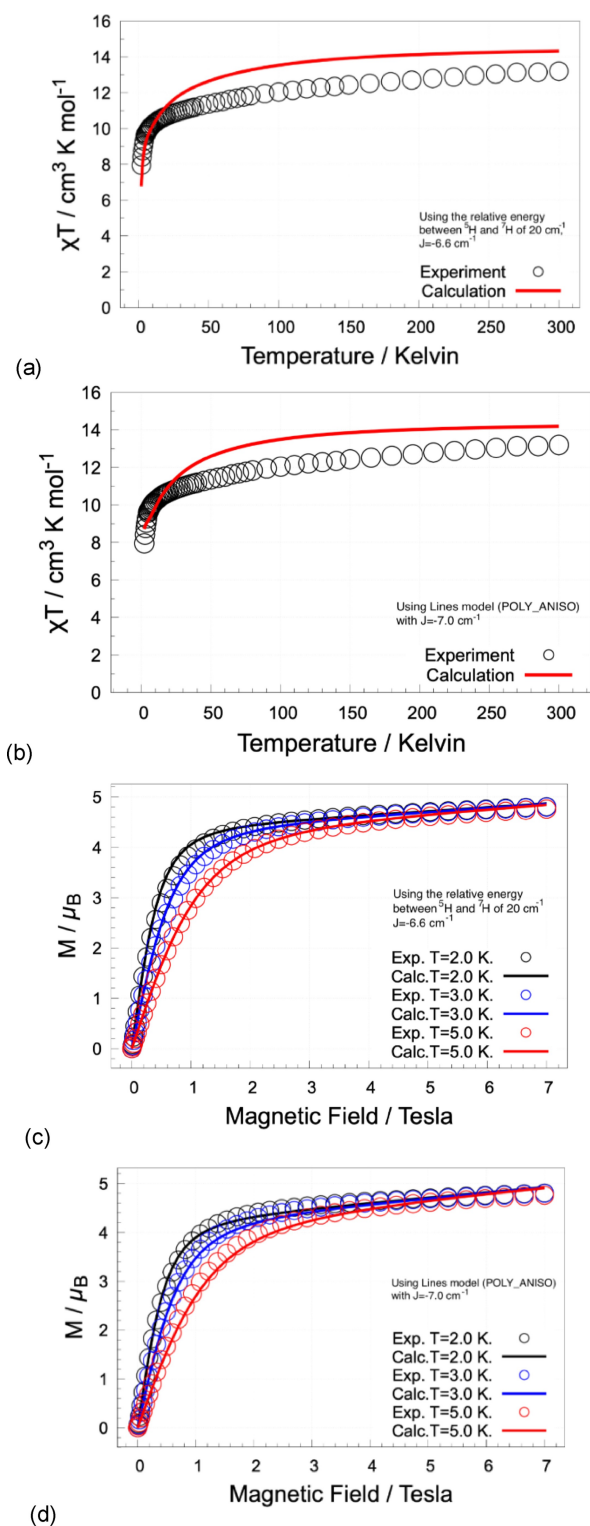 16
14
12
10
8
6
4
2
0
χT / cm³ K mol⁻¹
Using the relative energy
between ⁵H and ⁷H of 20 cm⁻¹,
J=-6.6 cm⁻¹
Experiment
Calculation
0 50 100 150 200 250 300
Temperature / Kelvin
(a)
16
14
12
10
8
6
4
2
0
χT / cm³ K mol⁻¹
Using Lines model (POLY_ANISO)
with J=-7.0 cm⁻¹
Experiment
Calculation
0 50 100 150 200 250 300
Temperature / Kelvin
(b)
5
4
3
2
1
0
M / μB
Using the relative energy
between ⁵H and ⁷H of 20 cm⁻¹
J=-6.6 cm⁻¹
Exp. T=2.0 K.
Calc.T=2.0 K.
Exp. T=3.0 K.
Calc.T=3.0 K.
Exp. T=5.0 K.
Calc.T=5.0 K.
0 1 2 3 4 5 6 7
Magnetic Field / Tesla
(c)
5
4
3
2
1
0
M / μB
Using Lines model (POLY_ANISO)
with J=-7.0 cm⁻¹
Exp. T=2.0 K.
Calc.T=2.0 K.
Exp. T=3.0 K.
Calc.T=3.0 K.
Exp. T=5.0 K.
Calc.T=5.0 K.
0 1 2 3 4 5 6 7
Magnetic Field / Tesla
(d)